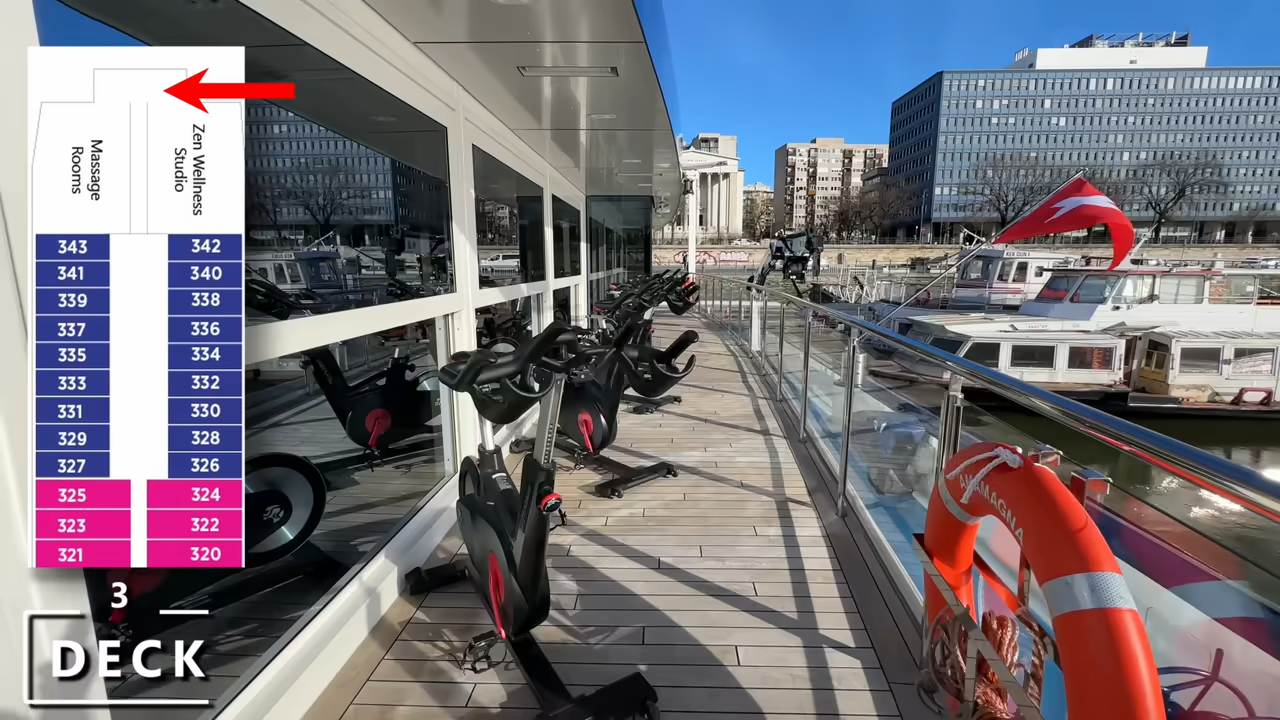 Massage
Rooms
Zen Wellness
Studio
343 342
341 340
339 338
337 336
335 334
333 332
331 330
329 328
327 326
325 324
323 322
321 320
3
DECK
AMAMAGNA